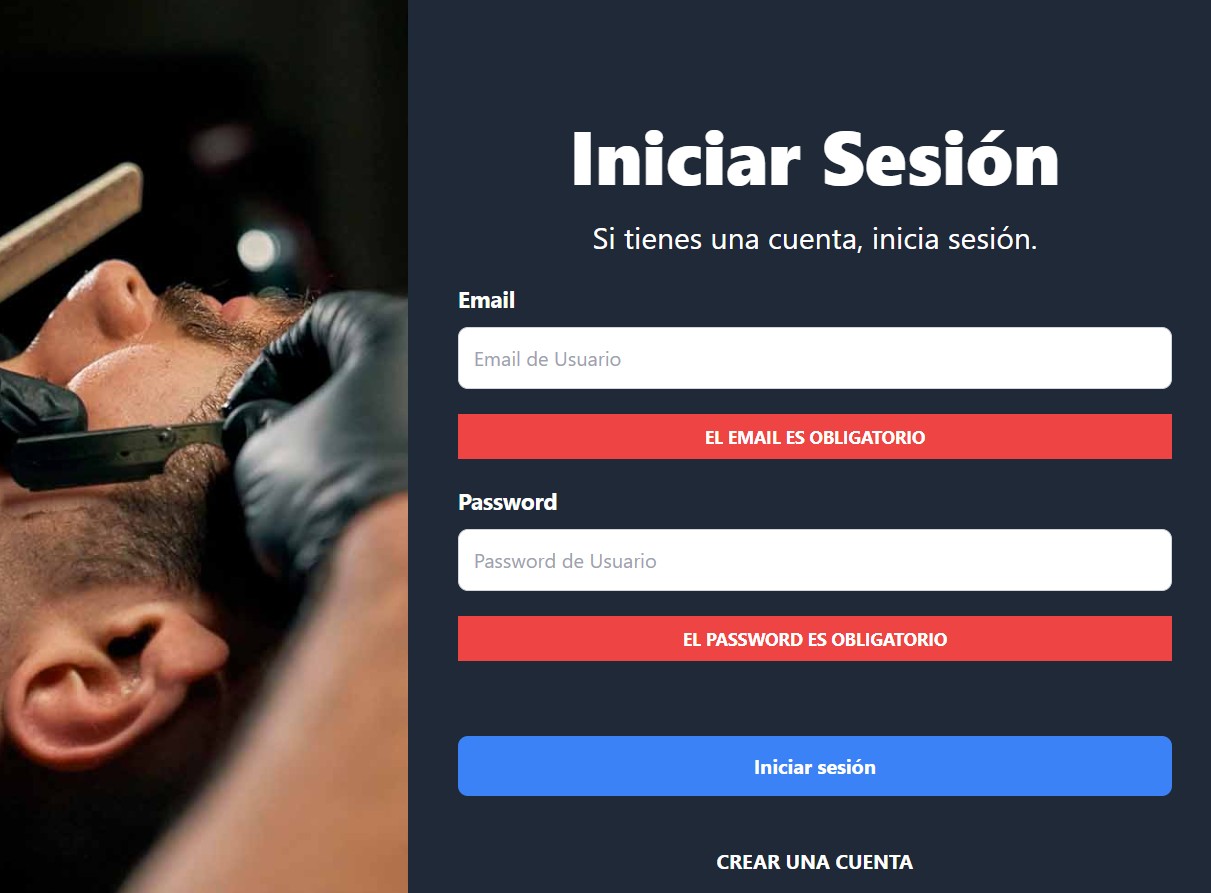 Iniciar Sesión
Si tienes una cuenta, inicia sesión.
Email
Email de Usuario
EL EMAIL ES OBLIGATORIO
Password
Password de Usuario
EL PASSWORD ES OBLIGATORIO
Iniciar sesión
CREAR UNA CUENTA